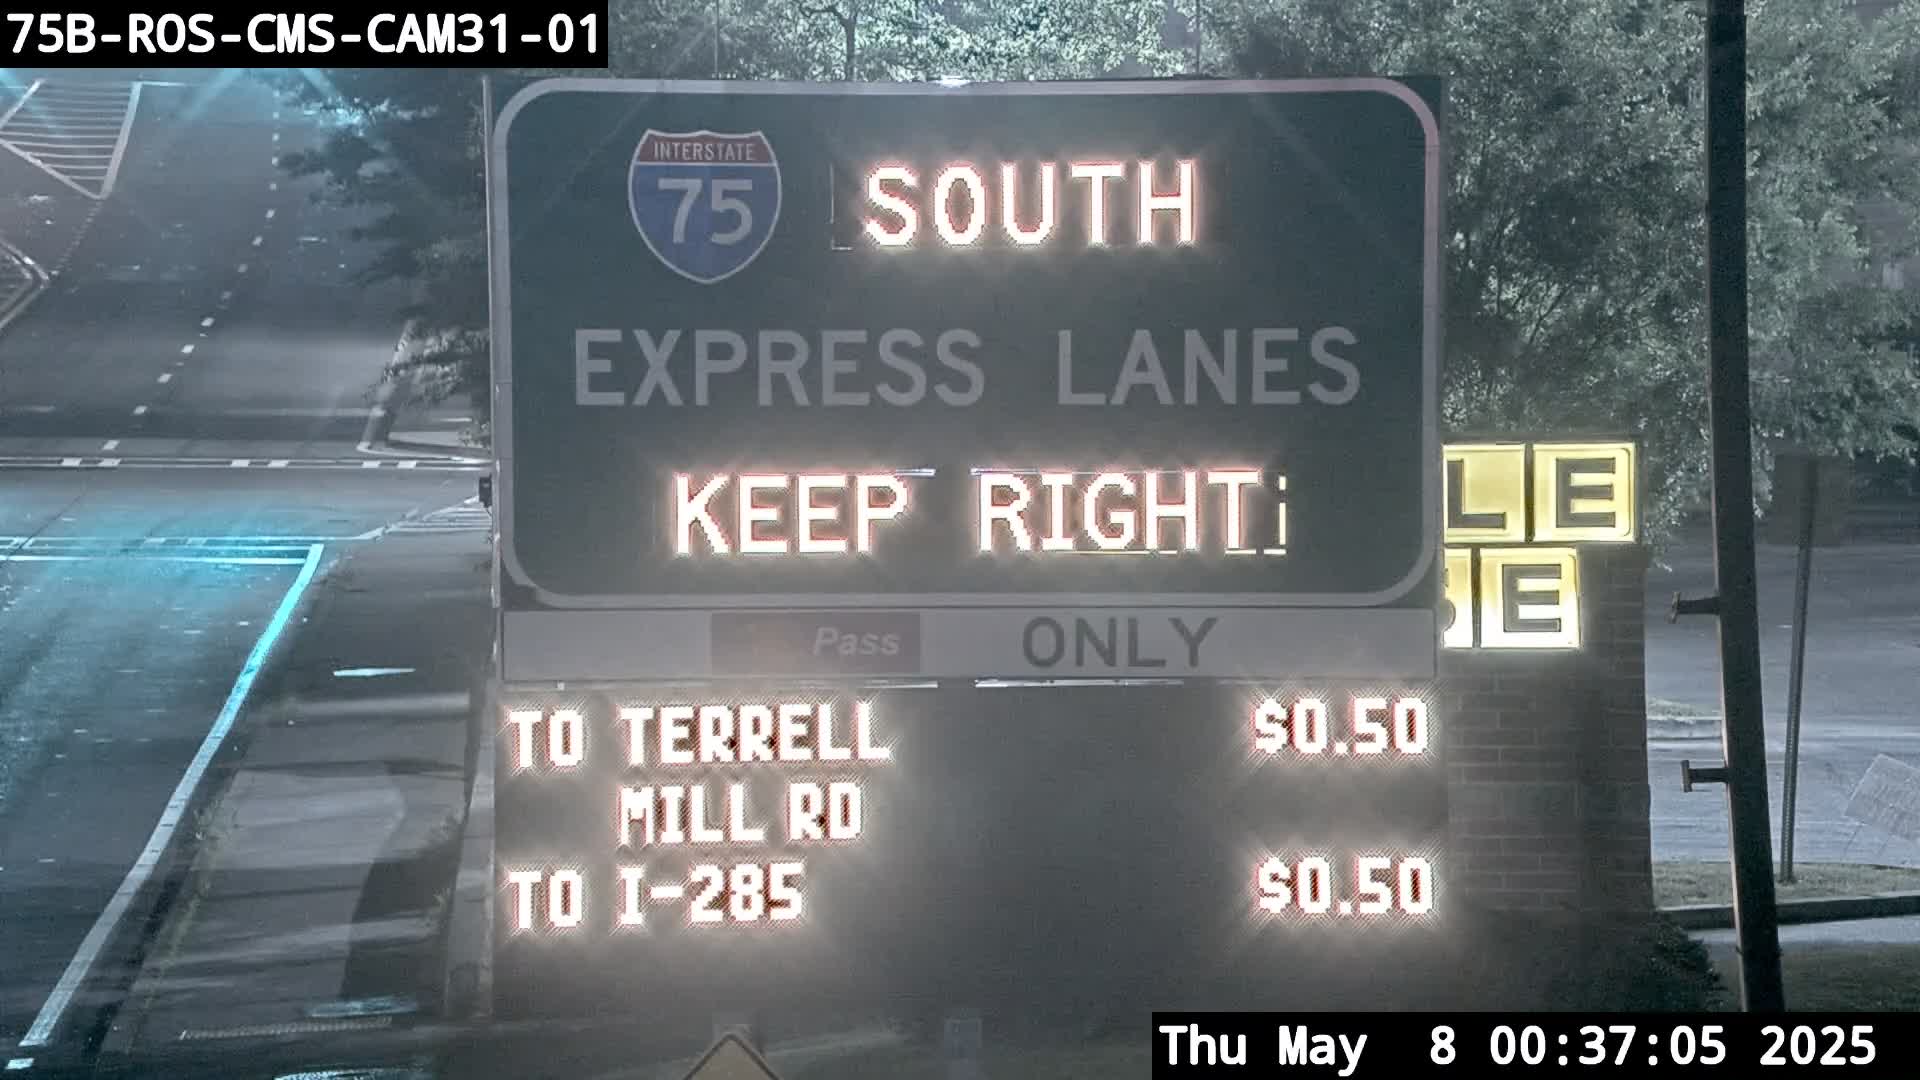 75B-ROS-CMS-CAM31-01
INTERSTATE
75
SOUTH
EXPRESS LANES
KEEP RIGHT
Pass ONLY
TO TERRELL $0.50
MILL RD
TO I-285 $0.50
LE
E
Thu May 8 00:37:05 2025